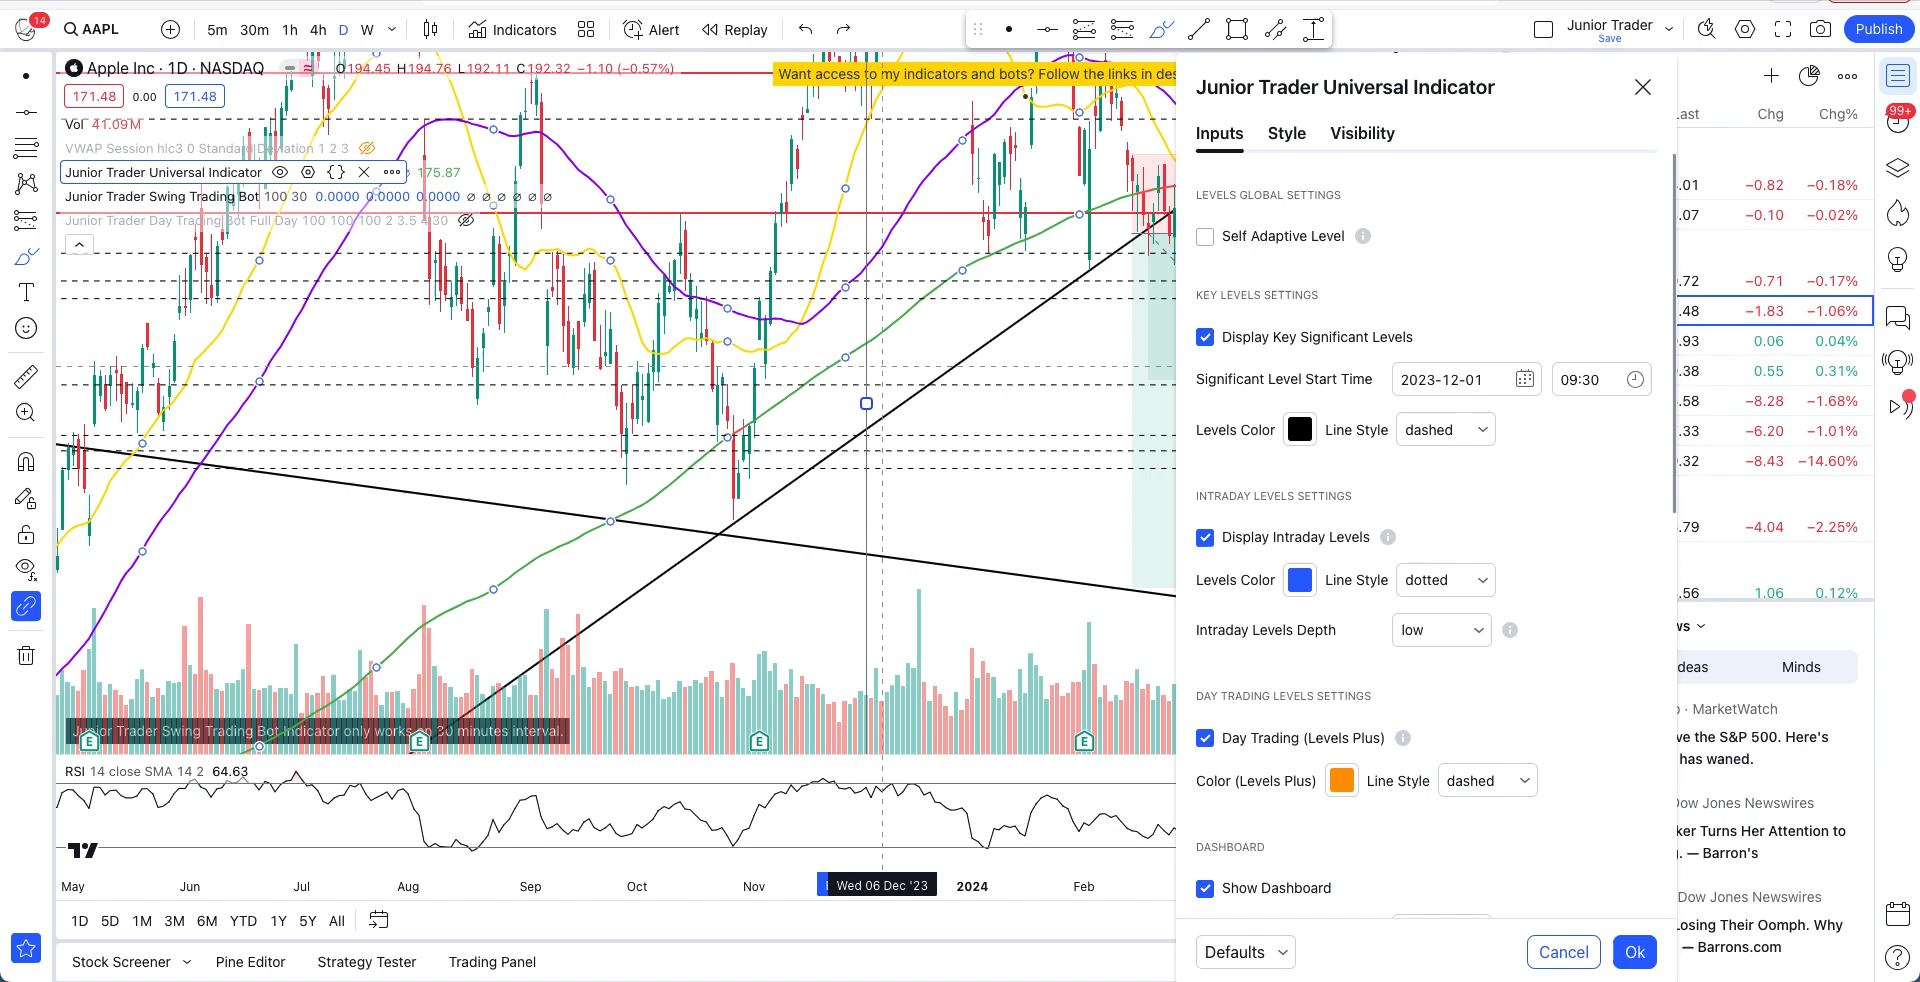 14
AAPL
5m 30m 1h 4h D W
Indicators
Alert
Replay
Junior Trader
Save
Publish
Apple Inc · 1D · NASDAQ
O194.45 H194.76 L192.11 C192.32 −1.10 (−0.57%)
171.48 0.00 171.48
Vol 41.09M
VWAP Session hlc3 0 Standard Deviation 1 2 3
Junior Trader Universal Indicator
175.87
Junior Trader Swing Trading Bot 100 30 0.0000 0.0000 0.0000 ∅ ∅ ∅ ∅ ∅ ∅
Junior Trader Day Trading Bot Full Day 100 100 100 2 3.5 4 30
Want access to my indicators and bots? Follow the links in des
Junior Trader Swing Trading Bot indicator only works on 30 minutes interval.
E E E E
RSI 14 close SMA 14 2 64.63
May Jun Jul Aug Sep Oct Nov Wed 06 Dec '23 2024 Feb
1D 5D 1M 3M 6M YTD 1Y 5Y All
Stock Screener Pine Editor Strategy Tester Trading Panel
Junior Trader Universal Indicator
Inputs Style Visibility
LEVELS GLOBAL SETTINGS
Self Adaptive Level
KEY LEVELS SETTINGS
Display Key Significant Levels
Significant Level Start Time 2023-12-01 09:30
Levels Color Line Style dashed
INTRADAY LEVELS SETTINGS
Display Intraday Levels
Levels Color Line Style dotted
Intraday Levels Depth low
DAY TRADING LEVELS SETTINGS
Day Trading (Levels Plus)
Color (Levels Plus) Line Style dashed
DASHBOARD
Show Dashboard
Defaults Cancel Ok
ast Chg Chg%
.01 −0.82 −0.18%
.07 −0.10 −0.02%
.72 −0.71 −0.17%
.48 −1.83 −1.06%
.93 0.06 0.04%
.38 0.55 0.31%
.58 −8.28 −1.68%
.33 −6.20 −1.01%
.32 −8.43 −14.60%
.79 −4.04 −2.25%
.56 1.06 0.12%
ws
deas Minds
· MarketWatch
ve the S&P 500. Here's
has waned.
Dow Jones Newswires
ker Turns Her Attention to
. — Barron's
Dow Jones Newswires
Losing Their Oomph. Why
— Barrons.com
99+